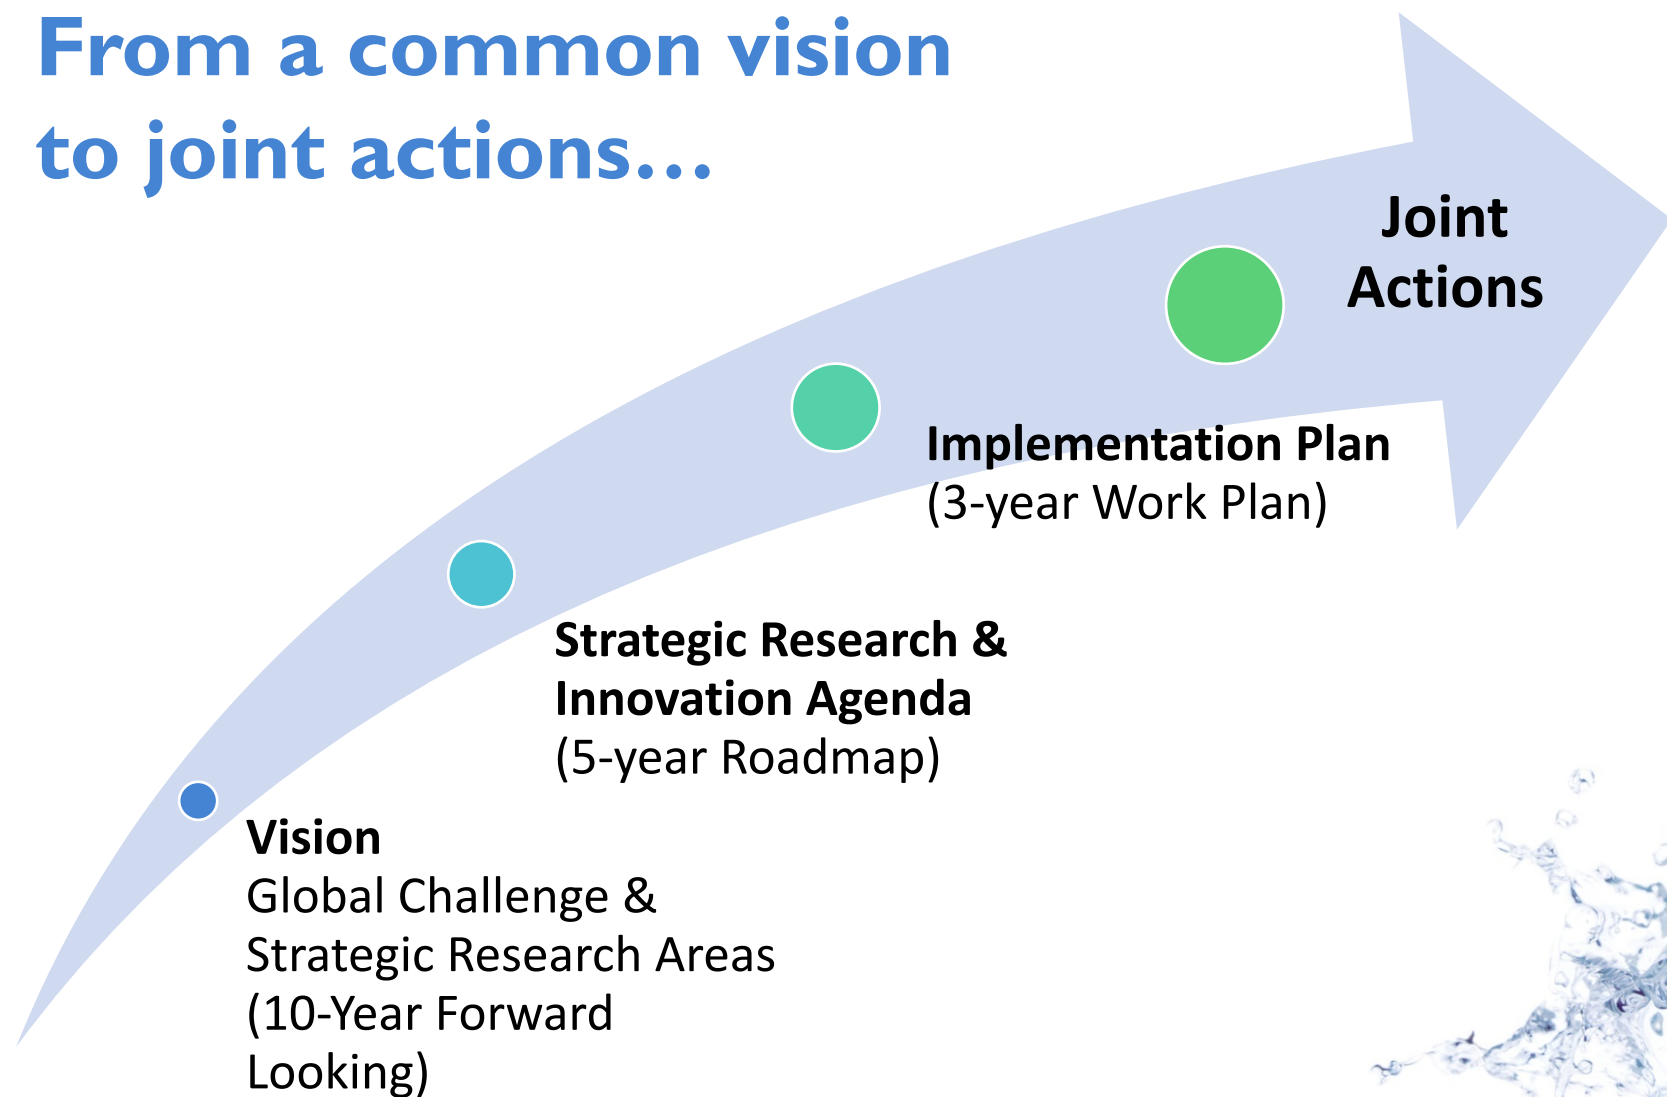 From a common vision
to joint actions…
Joint
Actions
Implementation Plan
(3-year Work Plan)
Strategic Research &
Innovation Agenda
(5-year Roadmap)
Vision
Global Challenge &
Strategic Research Areas
(10-Year Forward
Looking)